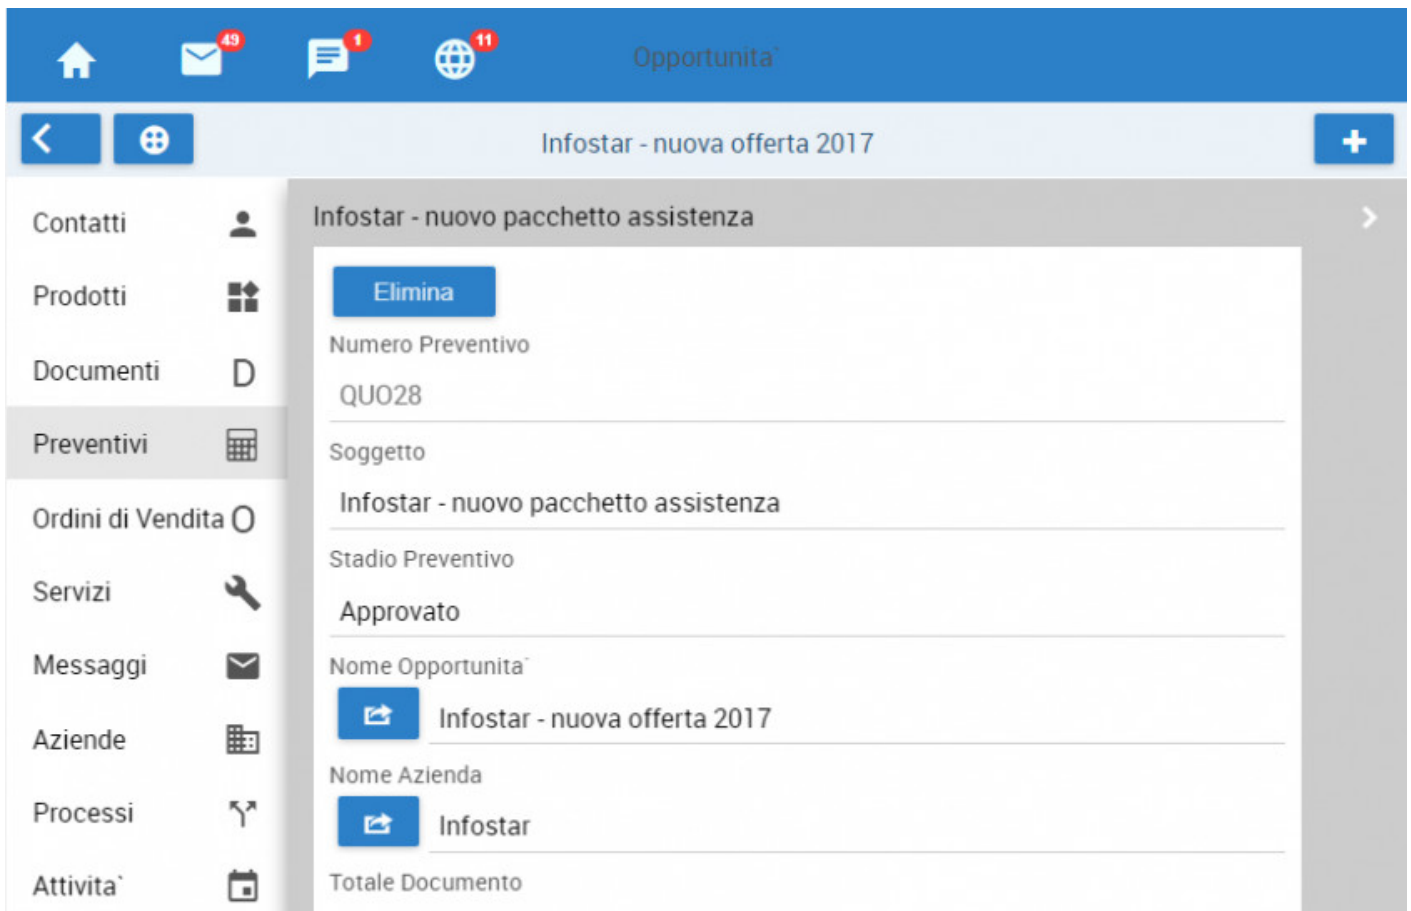 49
1
11
Opportunita`
Infostar - nuova offerta 2017
Contatti
Prodotti
Documenti D
Preventivi
Ordini di Vendita O
Servizi
Messaggi
Aziende
Processi
Attivita`
Infostar - nuovo pacchetto assistenza
Elimina
Numero Preventivo
QUO28
Soggetto
Infostar - nuovo pacchetto assistenza
Stadio Preventivo
Approvato
Nome Opportunita`
Infostar - nuova offerta 2017
Nome Azienda
Infostar
Totale Documento